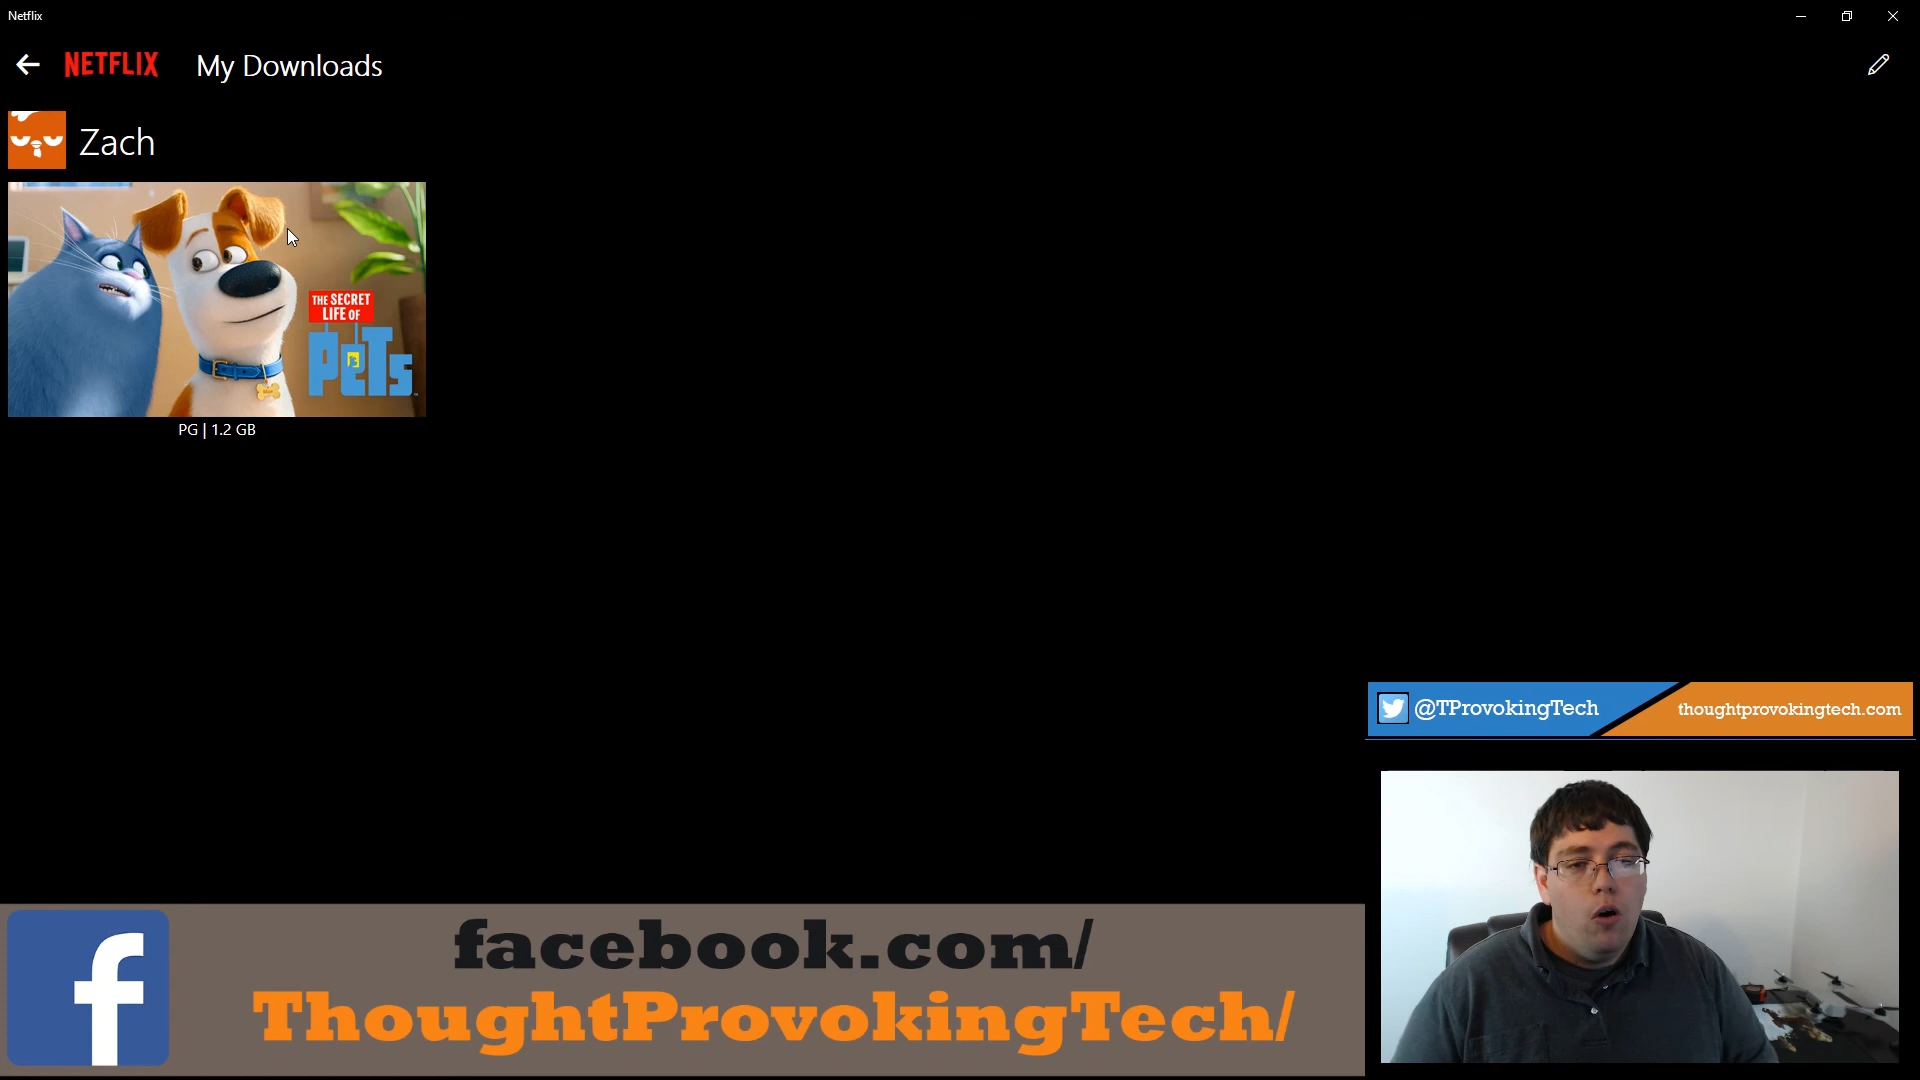 Netflix
NETFLIX My Downloads
Zach
THE SECRET
LIFE OF
PETS
PG | 1.2 GB
@TProvokingTech
thoughtprovokingtech.com
facebook.com/
ThoughtProvokingTech/